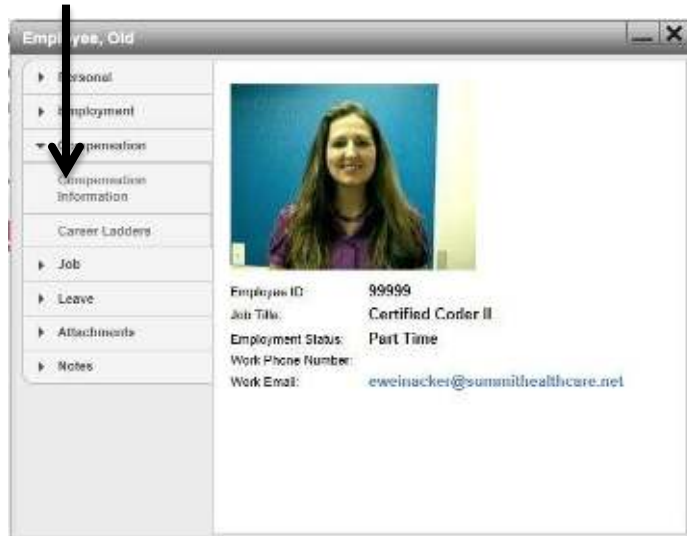 Employee, Old
Personal
Employment
Compensation
Compensation
Information
Career Ladders
Job
Leave
Attachments
Notes
Employee ID: 99999
Job Title: Certified Coder II
Employment Status: Part Time
Work Phone Number:
Work Email: eweinacker@summithealthcare.net